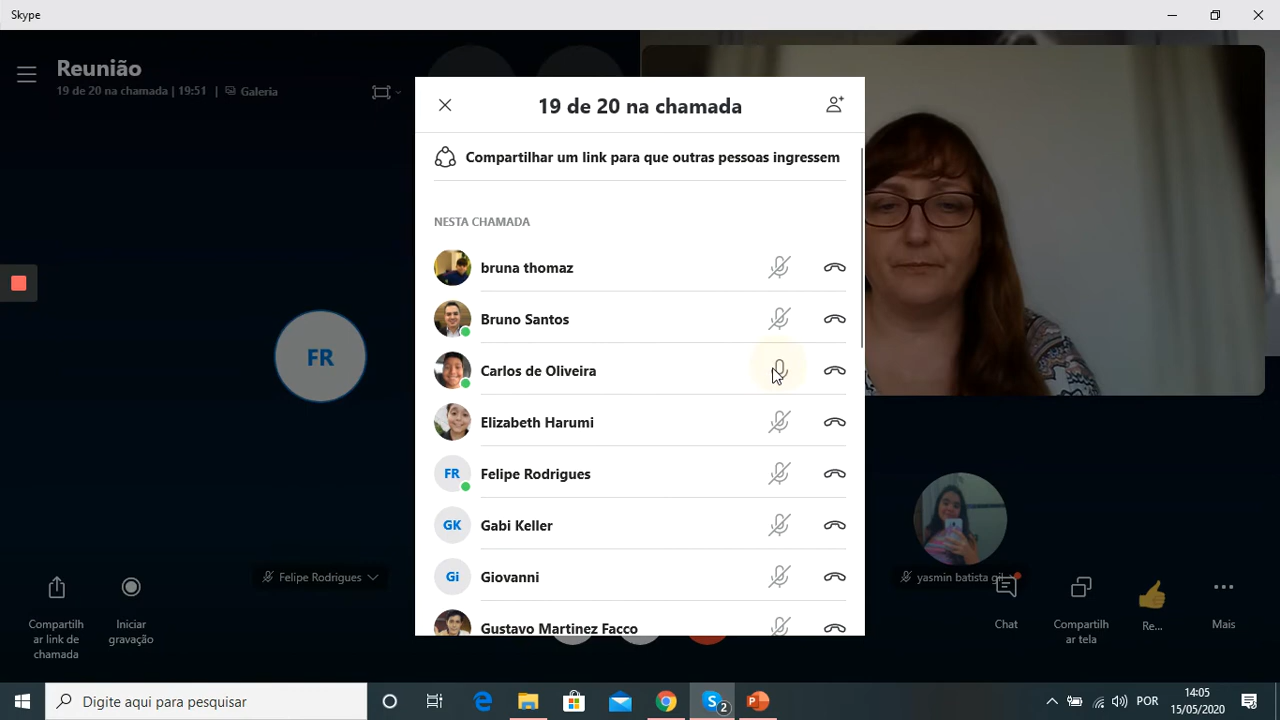 Skype
Reunião
19 de 20 na chamada | 19:51 | Galeria
19 de 20 na chamada
Compartilhar um link para que outras pessoas ingressem
NESTA CHAMADA
bruna thomaz
Bruno Santos
Carlos de Oliveira
Elizabeth Harumi
FR Felipe Rodrigues
GK Gabi Keller
Gi Giovanni
Gustavo Martinez Facco
FR
Felipe Rodrigues
yasmin batista gil
Compartilh
ar link de
chamada
Iniciar
gravação
Chat
Compartilh
ar tela
Re...
Mais
Digite aqui para pesquisar
2
POR
14:05
15/05/2020